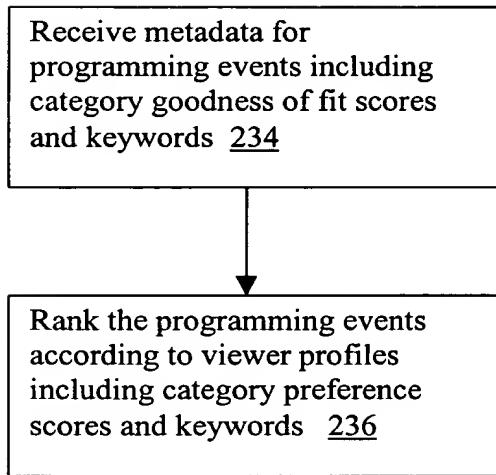 Receive metadata for
programming events including
category goodness of fit scores
and keywords 234
Rank the programming events
according to viewer profiles
including category preference
scores and keywords 236